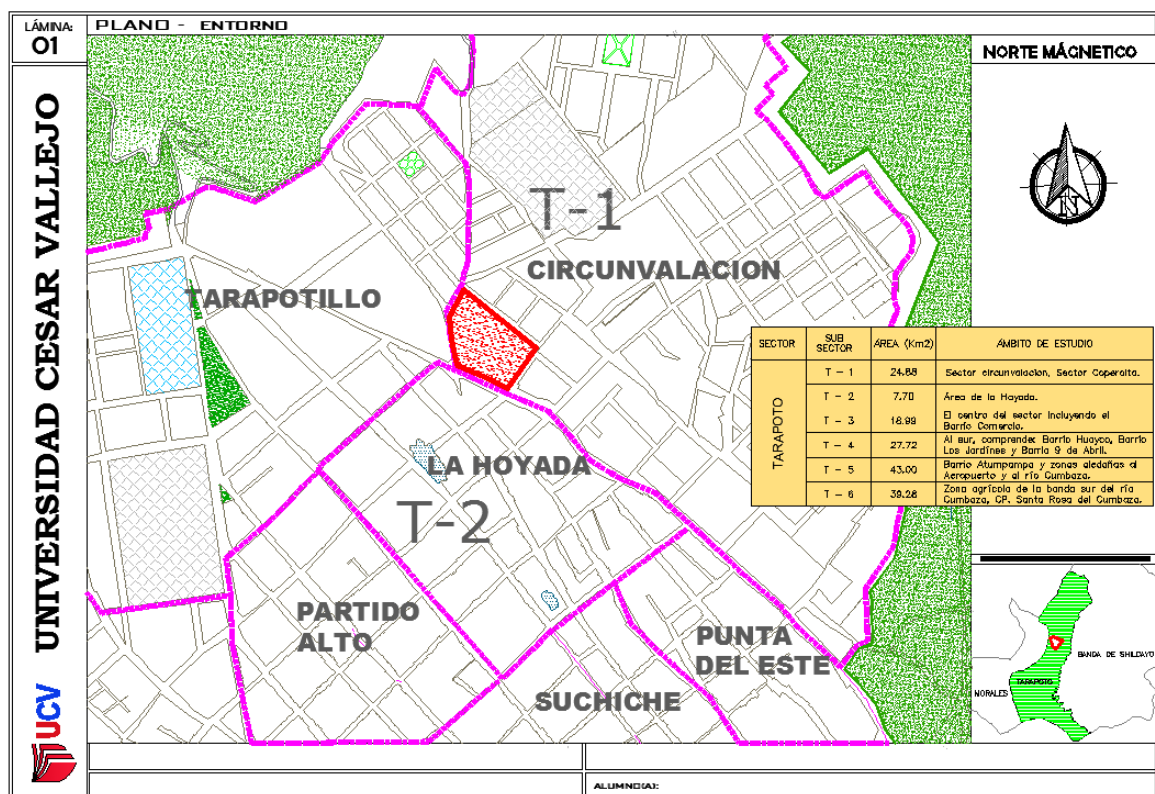 LÁMINA:
01
PLANO - ENTORNO
UNIVERSIDAD CESAR VALLEJO
UCV
NORTE MÁGNETICO
N
T-1
CIRCUNVALACION
TARAPOTILLO
LA HOYADA
T-2
PARTIDO
ALTO
PUNTA
DEL ESTE
SUCHICHE
SECTOR SUB SECTOR ÁREA (Km2) ÁMBITO DE ESTUDIO
TARAPOTO
T - 1 24.88 Sector circunvalacion, Sector Coperolta.
T - 2 7.70 Área de la Hoyada.
T - 3 18.99 El centro del sector incluyendo el
Barrio Comercio.
T - 4 27.72 Al sur, comprende: Barrio Huayco, Barrio
Los Jardines y Barrio 9 de Abril.
T - 5 43.00 Barrio Atumpampa y zonas aledañas al
Aeropuerto y al río Cumbaza.
T - 6 39.28 Zona agrícola de la banda sur del río
Cumbaza, CP. Santa Rosa del Cumbaza.
BANDA DE SHILCAYO
TARAPOTO
MORALES
ALUMNO(A):